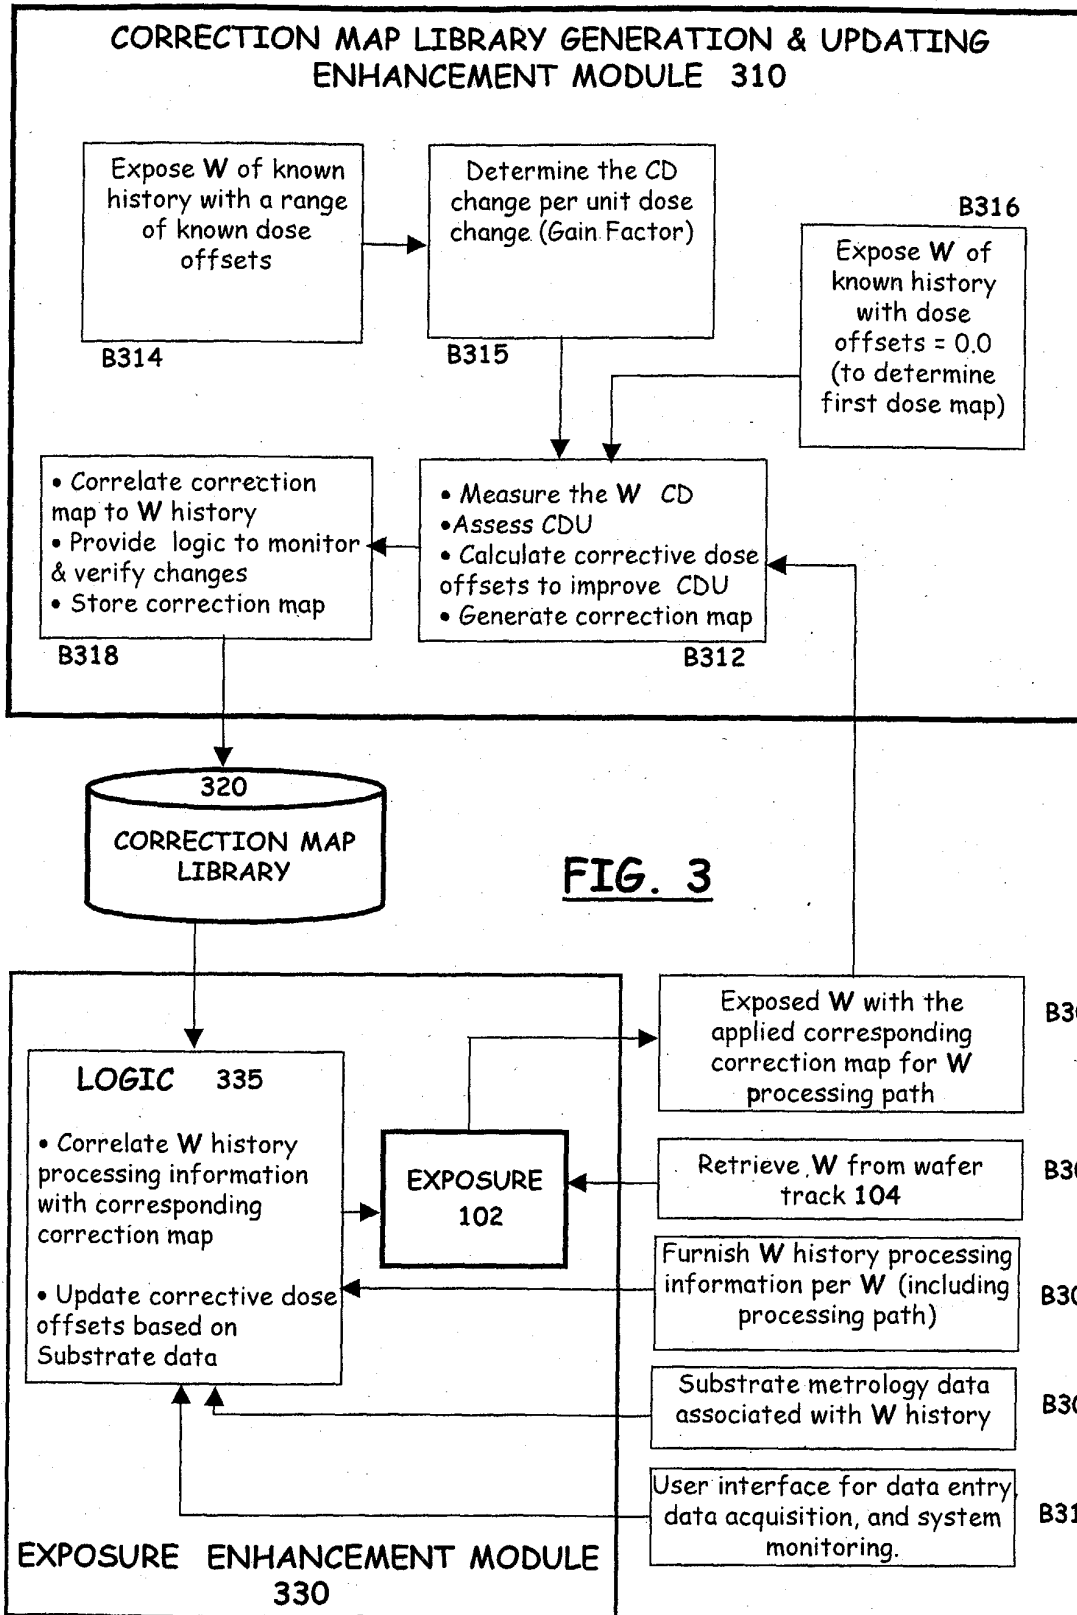 CORRECTION MAP LIBRARY GENERATION & UPDATING
ENHANCEMENT MODULE 310
Expose W of known
history with a range
of known dose
offsets
B314
Determine the CD
change per unit dose
change (Gain Factor)
B315
B316
Expose W of
known history
with dose
offsets = 0.0
(to determine
first dose map)
• Correlate correction
map to W history
• Provide logic to monitor
& verify changes
• Store correction map
B318
• Measure the W CD
•Assess CDU
• Calculate corrective dose
offsets to improve CDU
• Generate correction map
B312
320
CORRECTION MAP
LIBRARY
FIG. 3
LOGIC 335
• Correlate W history
processing information
with corresponding
correction map
• Update corrective dose
offsets based on
Substrate data
EXPOSURE
102
Exposed W with the
applied corresponding
correction map for W
processing path
Retrieve W from wafer
track 104
Furnish W history processing
information per W (including
processing path)
Substrate metrology data
associated with W history
User interface for data entry,
data acquisition, and system
monitoring.
EXPOSURE ENHANCEMENT MODULE
330